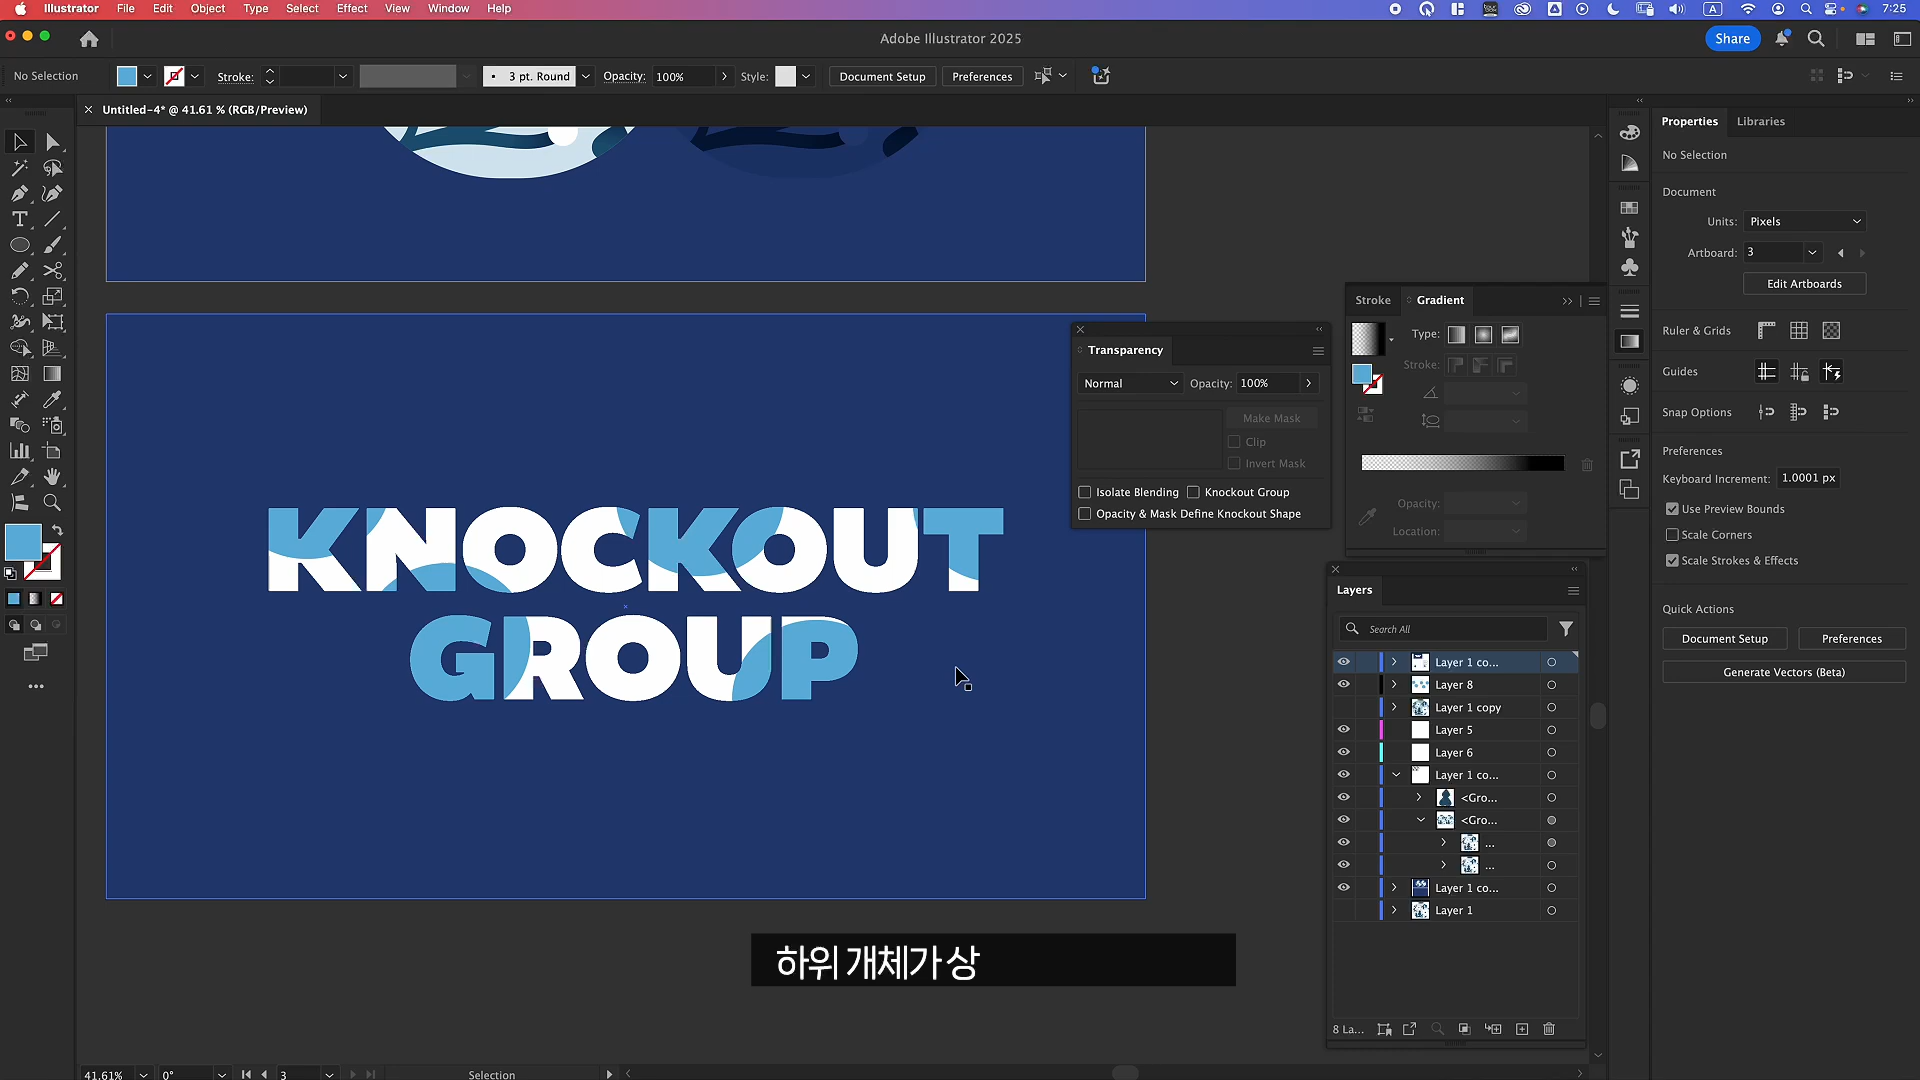 Illustrator File Edit Object Type Select Effect View Window Help
A 7:25
Adobe Illustrator 2025
Share
No Selection Stroke: 3 pt. Round Opacity: 100% Style: Document Setup Preferences
Untitled-4* @ 41.61 % (RGB/Preview)
Properties Libraries
No Selection
Document
Units: Pixels
Artboard: 3
Edit Artboards
Ruler & Grids
Guides
Snap Options
Preferences
Keyboard Increment: 1.0001 px
Use Preview Bounds
Scale Corners
Scale Strokes & Effects
Quick Actions
Document Setup Preferences
Generate Vectors (Beta)
Stroke Gradient
Type:
Stroke:
Opacity:
Location:
Transparency
Normal Opacity: 100%
Make Mask
Clip
Invert Mask
Isolate Blending Knockout Group
Opacity & Mask Define Knockout Shape
KNOCKOUT
GROUP
Layers
Search All
Layer 1 co...
Layer 8
Layer 1 copy
Layer 5
Layer 6
Layer 1 co...
<Gro...
<Gro...
...
...
Layer 1 co...
Layer 1
8 La...
하위 개체가 상
41.61% 0° 3 Selection